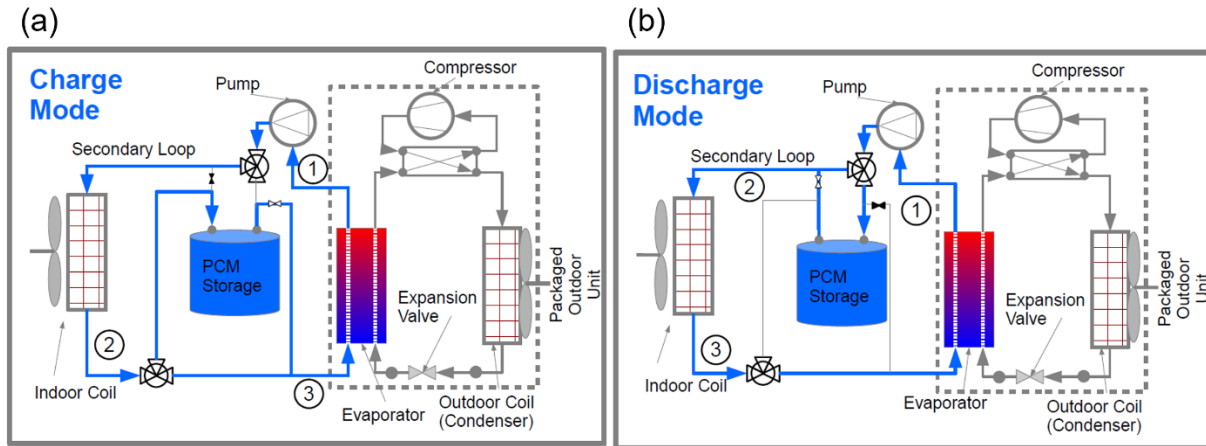 (a)
Charge
Mode
Pump
Compressor
Secondary Loop
1
PCM
Storage
Expansion
Valve
Packaged
Outdoor
Unit
2
Indoor Coil
3
Evaporator
Outdoor Coil
(Condenser)
(b)
Discharge
Mode
Pump
Compressor
Secondary Loop
2
1
PCM
Storage
Expansion
Valve
Packaged
Outdoor
Unit
3
Indoor Coil
Evaporator
Outdoor Coil
(Condenser)